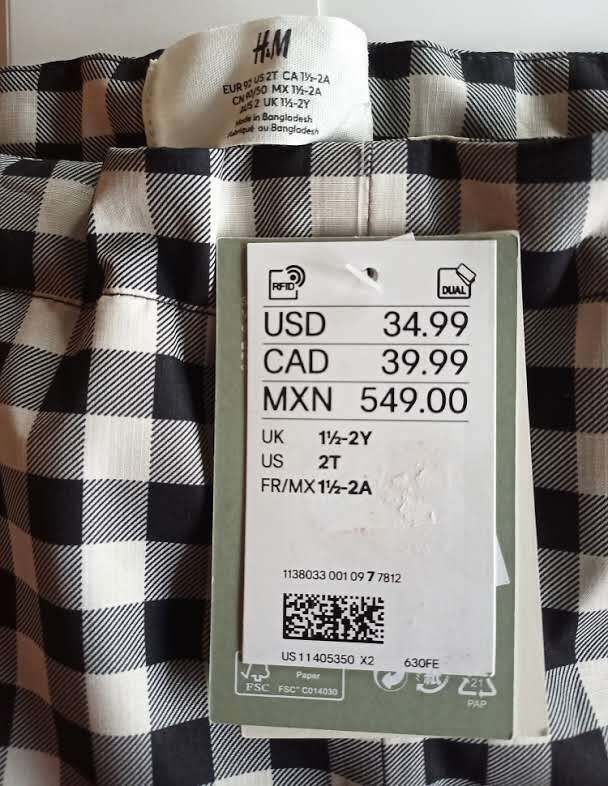 H&M
EUR 92 US 2T CA 1½-2A
CN 90/50 MX 1½-2A
AUS 2 UK 1½-2Y
Made in Bangladesh
Fabriqué au Bangladesh
RFID
DUAL
USD 34.99
CAD 39.99
MXN 549.00
UK 1½-2Y
US 2T
FR/MX 1½-2A
1138033 001 09 7 7812
US 11 405350 X2 630FE
Paper
FSC FSC® C014030
21
PAP